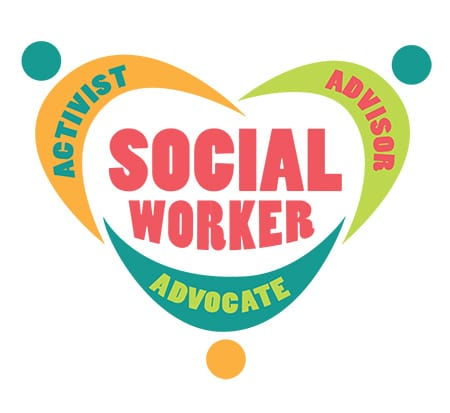 ACTIVIST
ADVISOR
SOCIAL
WORKER
ADVOCATE